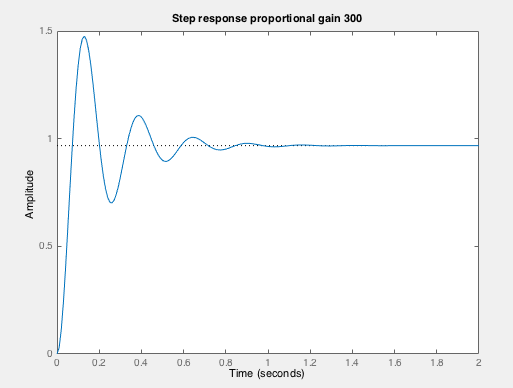 Step response proportional gain 300
1.5
1
0.5
0
Amplitude
0 0.2 0.4 0.6 0.8 1 1.2 1.4 1.6 1.8 2
Time (seconds)